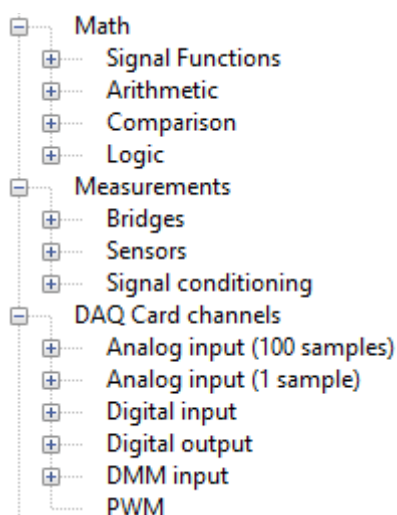 Math
Signal Functions
Arithmetic
Comparison
Logic
Measurements
Bridges
Sensors
Signal conditioning
DAQ Card channels
Analog input (100 samples)
Analog input (1 sample)
Digital input
Digital output
DMM input
PWM